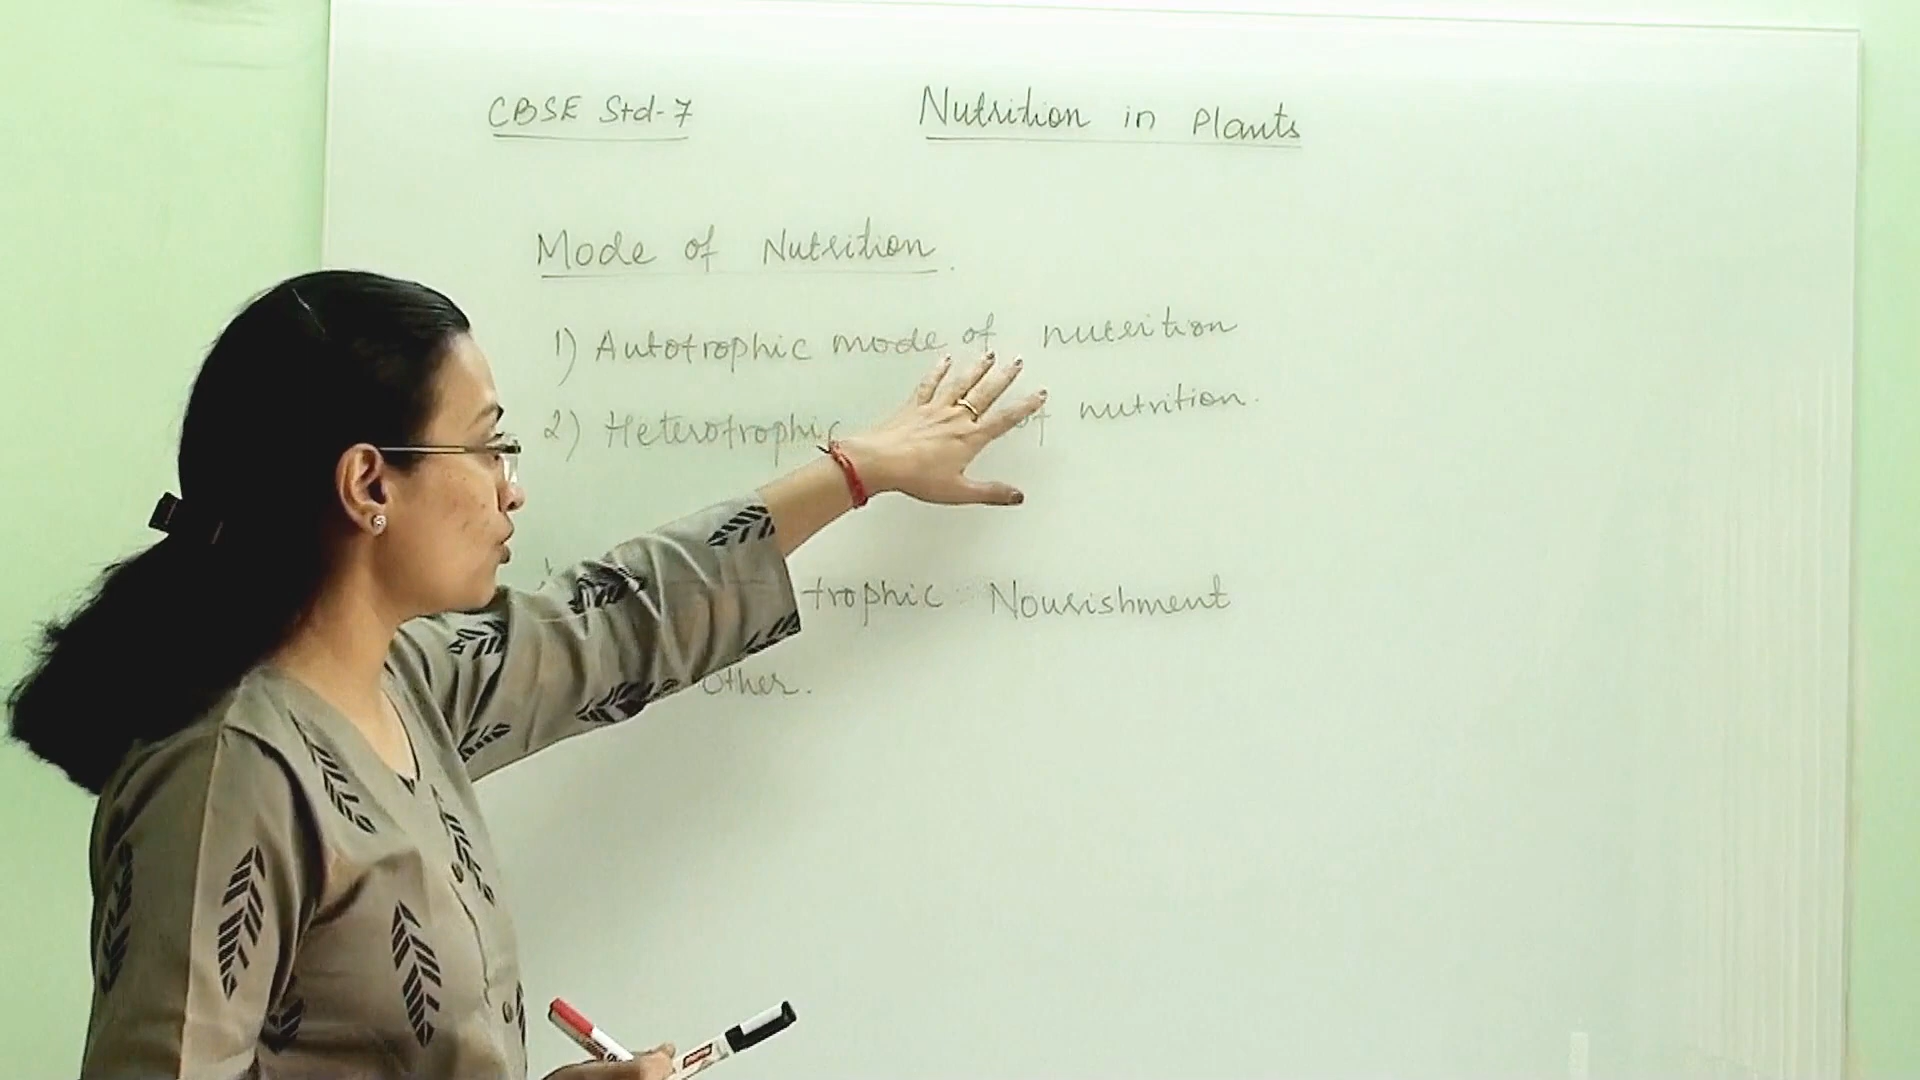 CBSE Std-7
Nutrition in Plants
Mode of Nutrition.
1) Autotrophic mode of nutrition
2) Heterotrophic of nutrition.
trophic Nourishment
other.